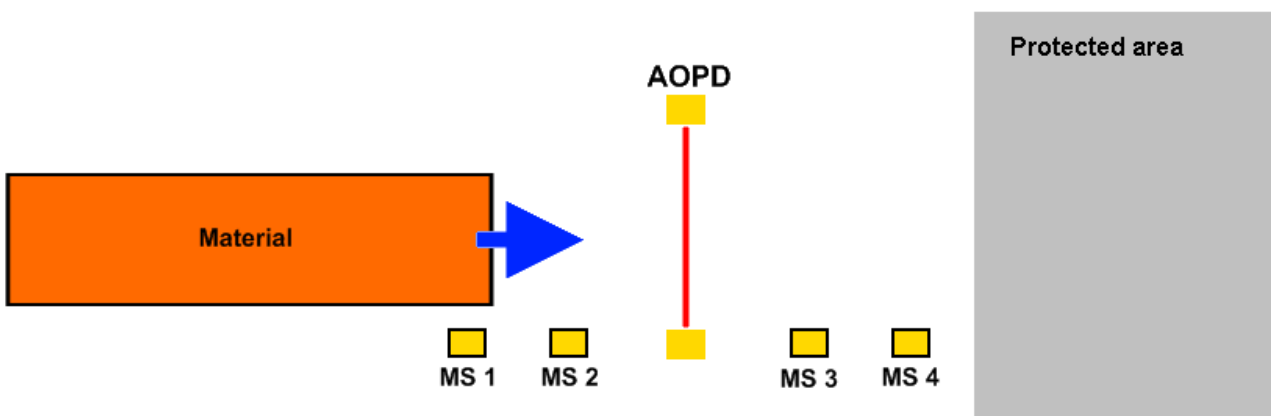 Protected area
AOPD
Material
MS 1
MS 2
MS 3
MS 4